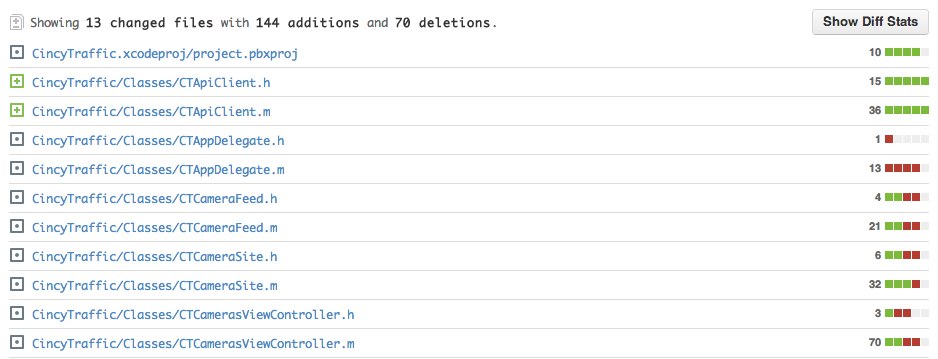 Showing 13 changed files with 144 additions and 70 deletions.
Show Diff Stats
CincyTraffic.xcodeproj/project.pbxproj 10
CincyTraffic/Classes/CTApiClient.h 15
CincyTraffic/Classes/CTApiClient.m 36
CincyTraffic/Classes/CTAppDelegate.h 1
CincyTraffic/Classes/CTAppDelegate.m 13
CincyTraffic/Classes/CTCameraFeed.h 4
CincyTraffic/Classes/CTCameraFeed.m 21
CincyTraffic/Classes/CTCameraSite.h 6
CincyTraffic/Classes/CTCameraSite.m 32
CincyTraffic/Classes/CTCamerasViewController.h 3
CincyTraffic/Classes/CTCamerasViewController.m 70